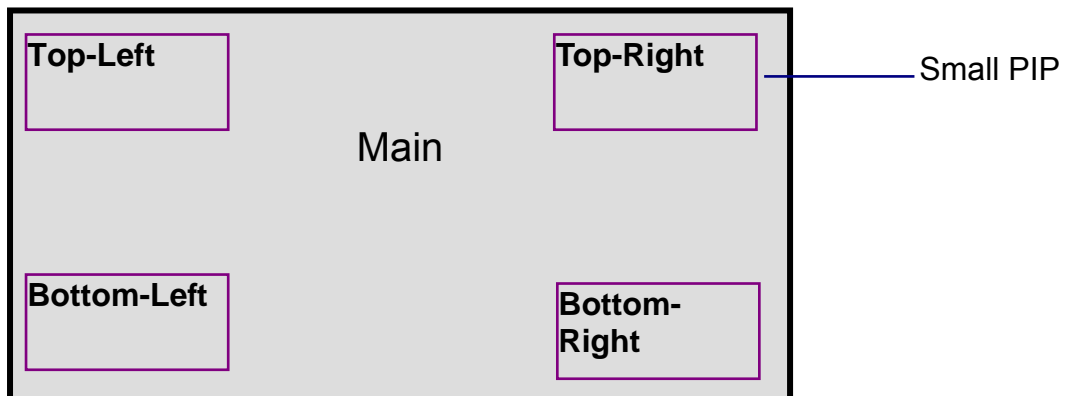 Top-Left
Top-Right
Small PIP
Main
Bottom-Left
Bottom-
Right